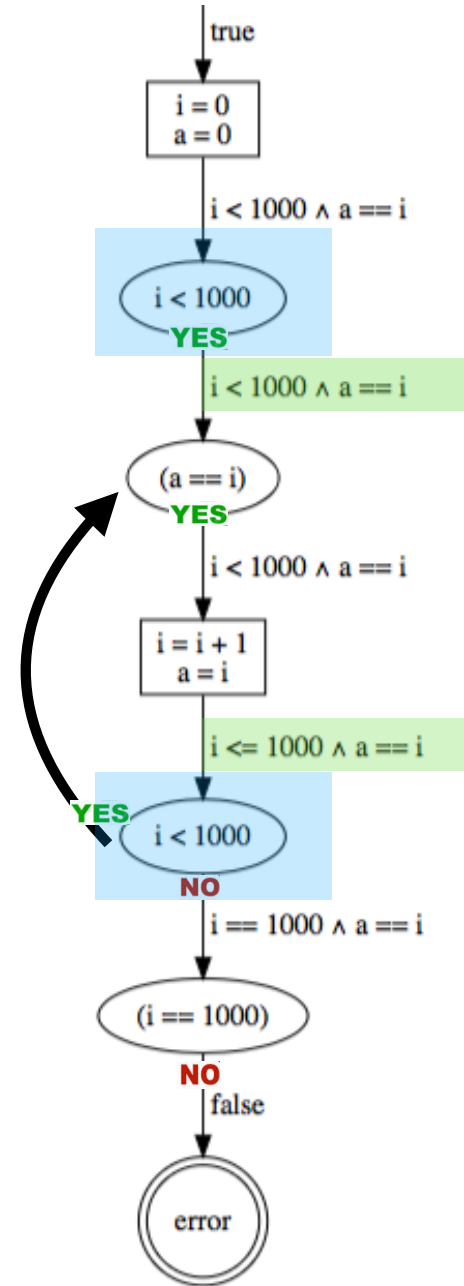 true
i = 0
a = 0
i < 1000 ∧ a == i
i < 1000
YES
i < 1000 ∧ a == i
(a == i)
YES
i < 1000 ∧ a == i
i = i + 1
a = i
i <= 1000 ∧ a == i
YES
i < 1000
NO
i == 1000 ∧ a == i
(i == 1000)
NO
false
error